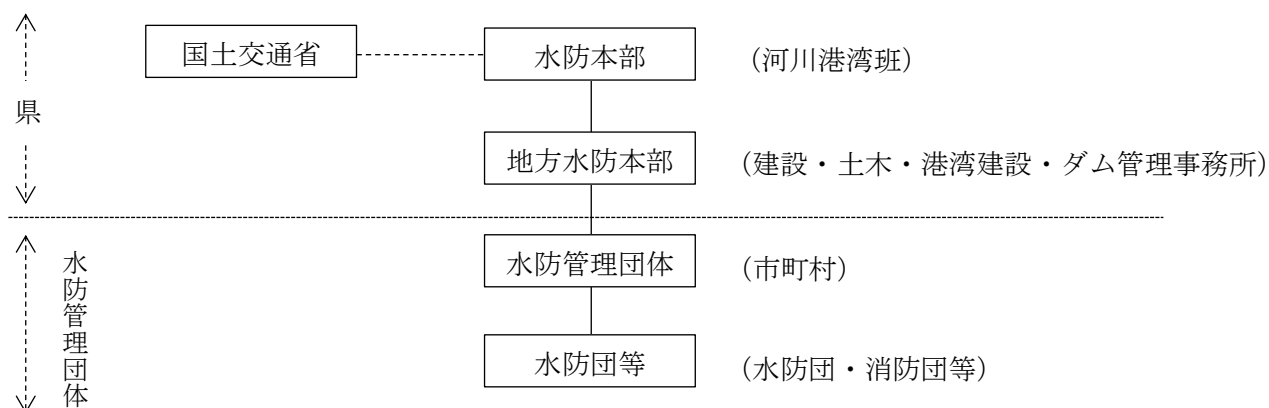 国土交通省
水防本部
（河川港湾班）
県
地方水防本部
（建設・土木・港湾建設・ダム管理事務所）
水防管理団体
水防管理団体
（市町村）
水防団等
（水防団・消防団等）